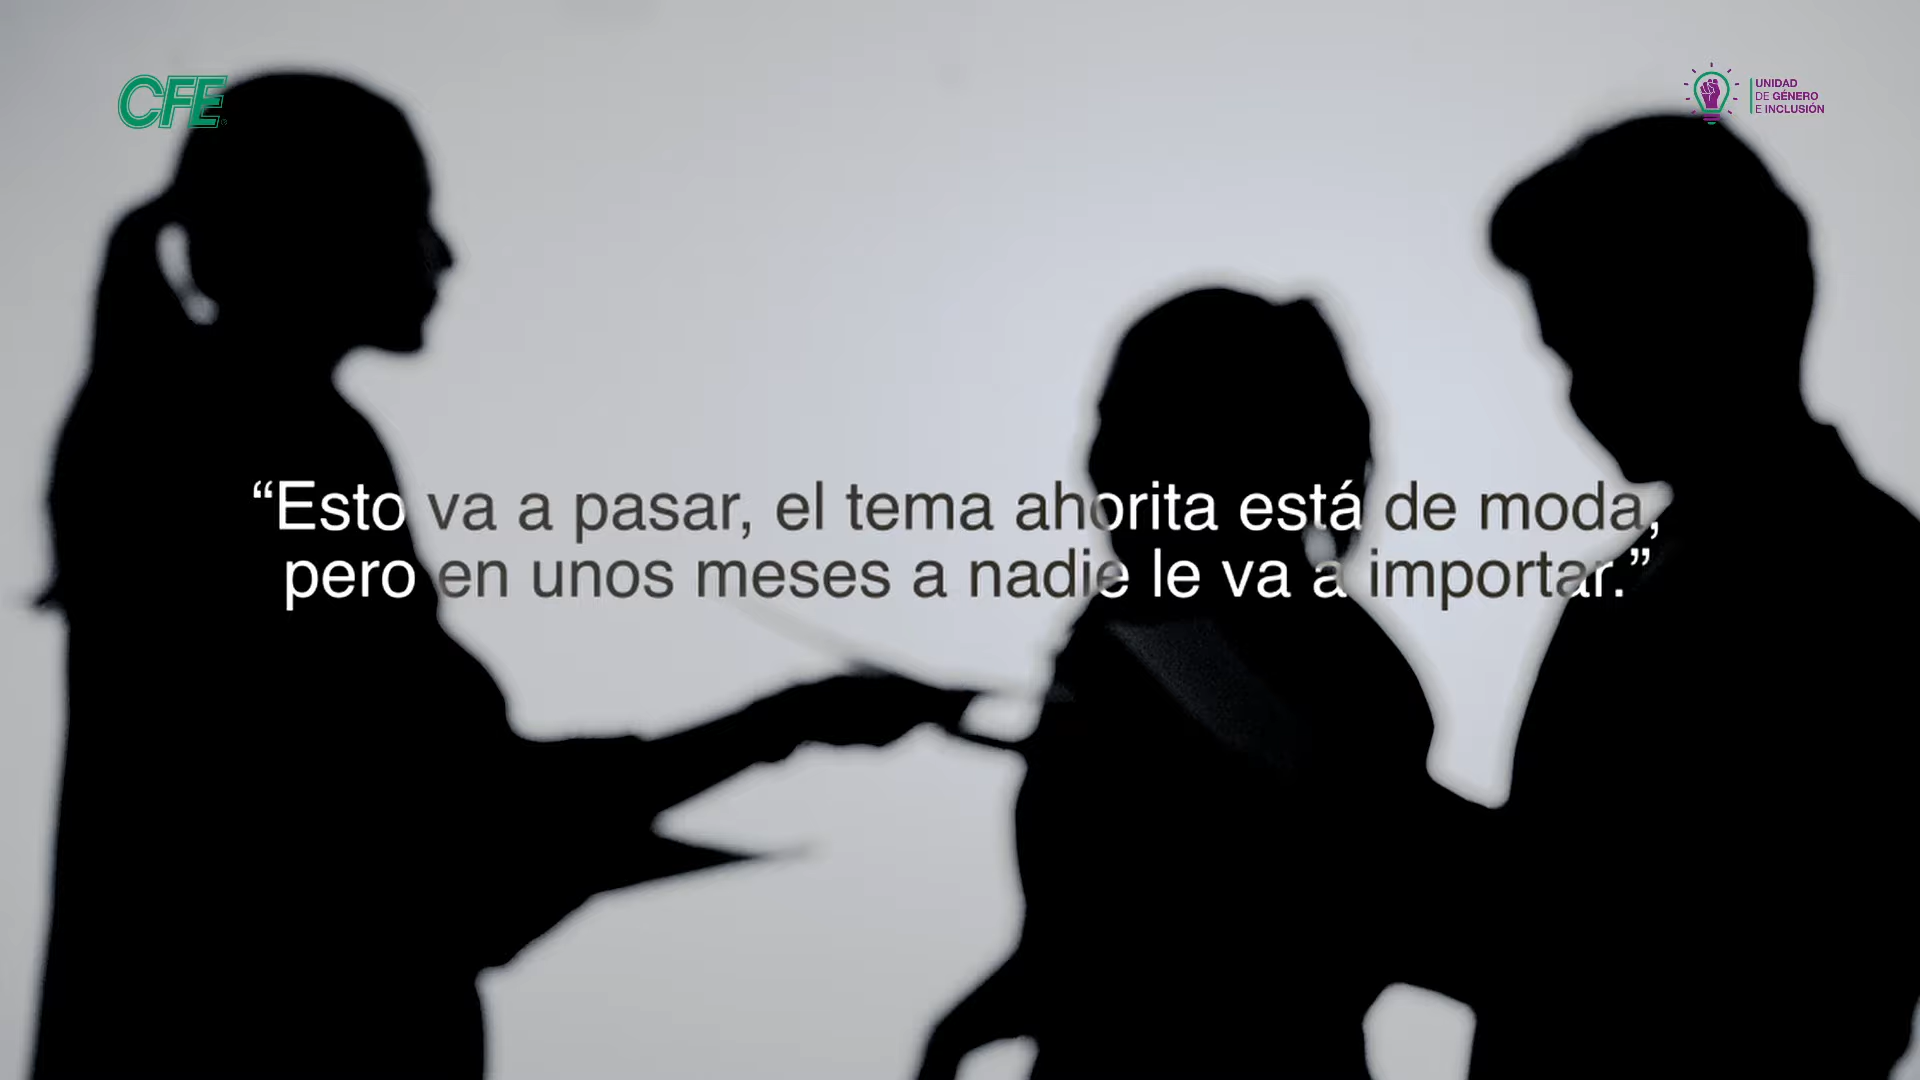 CFE
UNIDAD
DE GÉNERO
E INCLUSIÓN
“Esto va a pasar, el tema ahorita está de moda,
pero en unos meses a nadie le va a importar.”